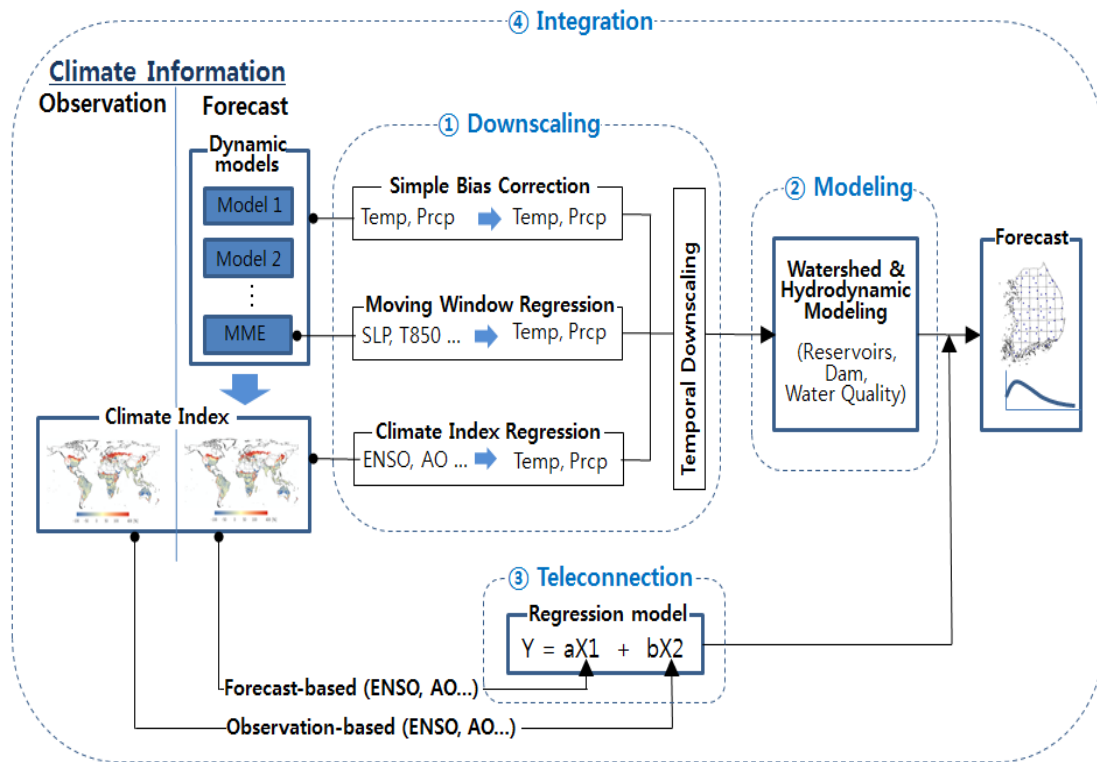 ④ Integration
Climate Information
Observation
Forecast
Dynamic
models
Model 1
Model 2
⋮
MME
Climate Index
① Downscaling
Simple Bias Correction
Temp, Prcp
Temp, Prcp
Moving Window Regression
SLP, T850 ...
Temp, Prcp
Climate Index Regression
ENSO, AO ...
Temp, Prcp
Temporal Downscaling
② Modeling
Watershed &
Hydrodynamic
Modeling
(Reservoirs,
Dam,
Water Quality)
Forecast
③ Teleconnection
Regression model
Y = aX1 + bX2
Forecast-based (ENSO, AO...)
Observation-based (ENSO, AO...)